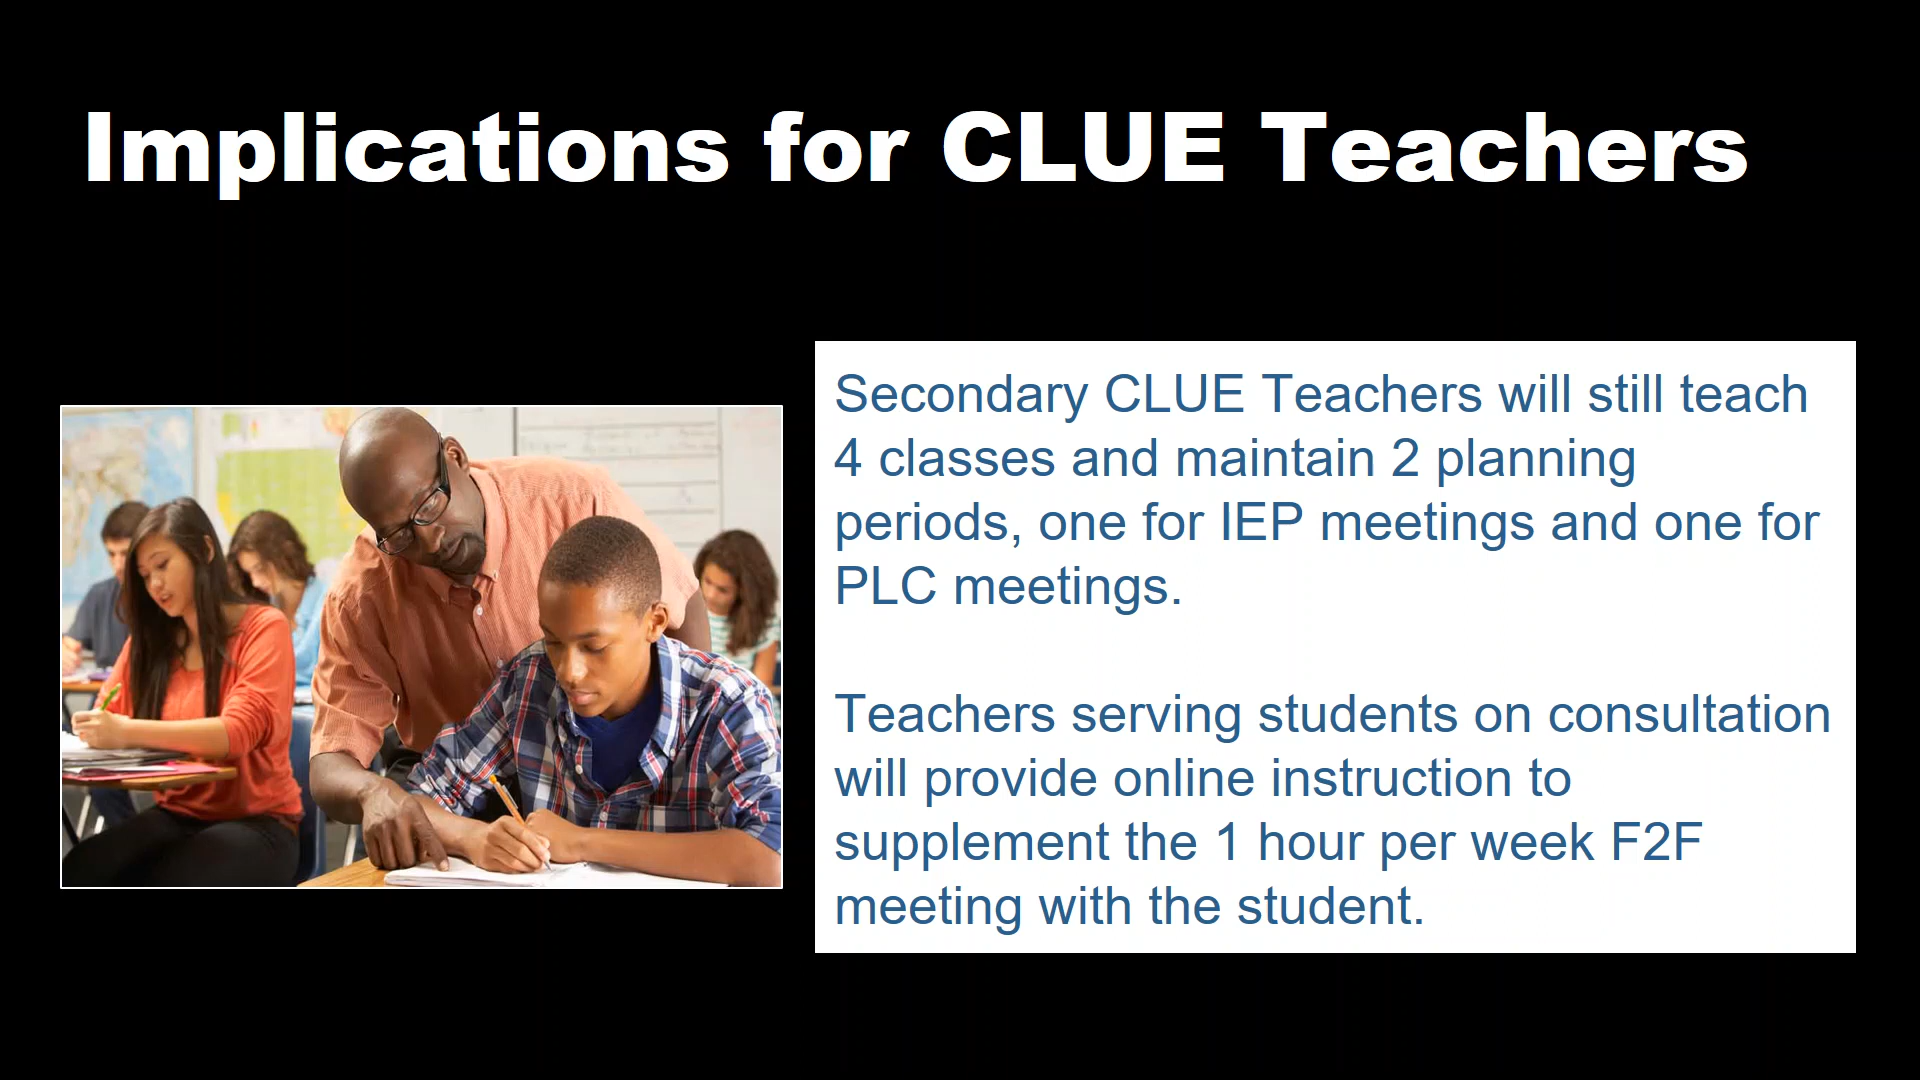 Implications for CLUE Teachers
Secondary CLUE Teachers will still teach
4 classes and maintain 2 planning
periods, one for IEP meetings and one for
PLC meetings.
Teachers serving students on consultation
will provide online instruction to
supplement the 1 hour per week F2F
meeting with the student.